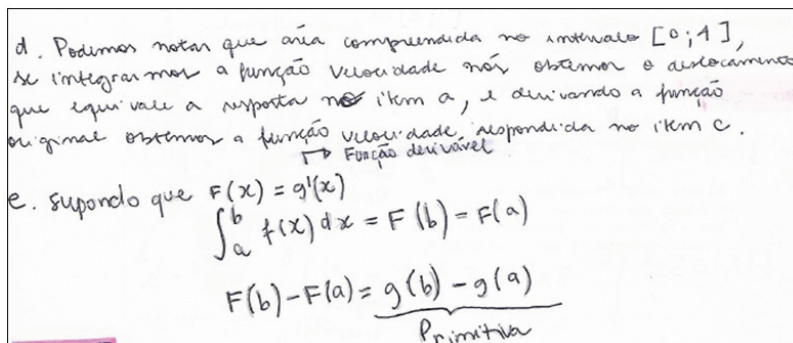 d. Podemos notar que área compreendida no intervalo [0;1],
se integrarmos a função velocidade nós obtemos o deslocamento
que equivale a resposta no item a, e derivando a função
original obtemos a função velocidade, respondida no item c.
↳ Função derivável
e. supondo que F(x) = g'(x)
∫_a^b f(x) dx = F(b) - F(a)
F(b) - F(a) = g(b) - g(a)
Primitiva